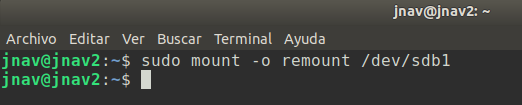 jnav@jnav2: ~
Archivo Editar Ver Buscar Terminal Ayuda
jnav@jnav2:~$ sudo mount -o remount /dev/sdb1
jnav@jnav2:~$